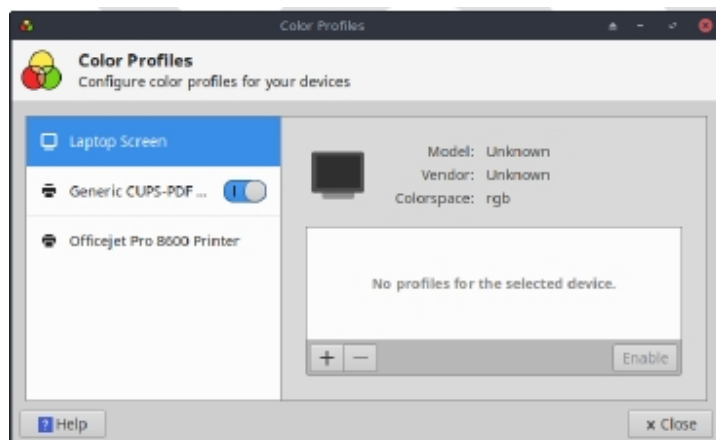 Color Profiles
Color Profiles
Configure color profiles for your devices
Laptop Screen
Generic CUPS-PDF ...
Officejet Pro 8600 Printer
Model: Unknown
Vendor: Unknown
Colorspace: rgb
No profiles for the selected device.
+ −
Enable
? Help
x Close